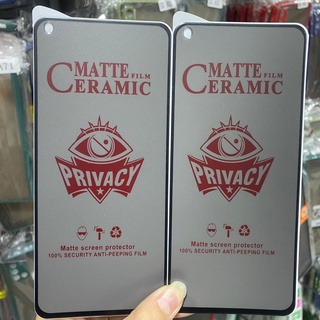 MATTE FILM
CERAMIC
PRIVACY
Matte screen protector
100% SECURITY ANTI-PEEPING FILM
MATTE FILM
CERAMIC
PRIVACY
Matte screen protector
100% SECURITY ANTI-PEEPING FILM